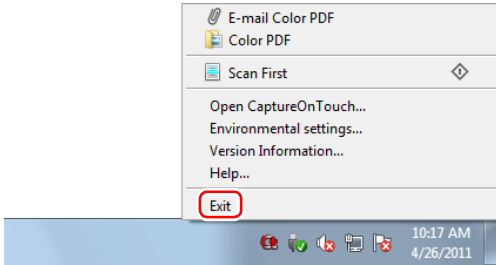 E-mail Color PDF
Color PDF
Scan First
Open CaptureOnTouch...
Environmental settings...
Version Information...
Help...
Exit
10:17 AM
4/26/2011